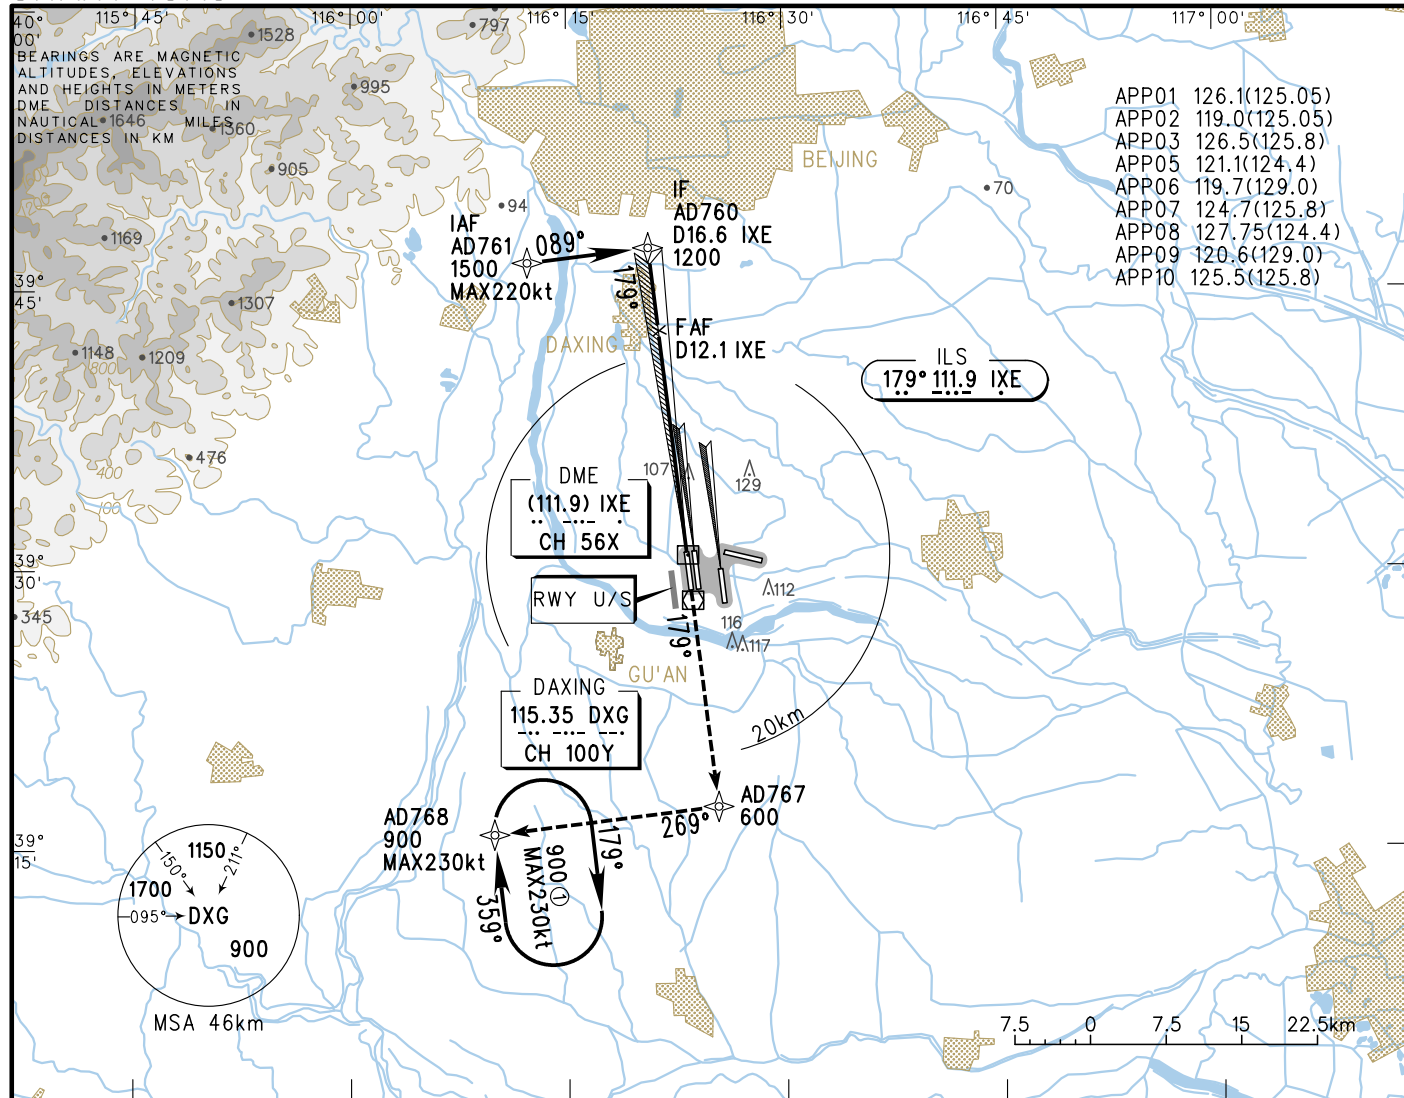 115°45'
116°00'
116°15'
116°30'
116°45'
117°00'
40°
00'
BEARINGS ARE MAGNETIC
ALTITUDES, ELEVATIONS
AND HEIGHTS IN METERS
DME DISTANCES IN
NAUTICAL MILES
DISTANCES IN KM
1528
797
995
1646
1360
905
94
1169
1307
1148
1209
800
476
400
100
345
70
BEIJING
APP01 126.1(125.05)
APP02 119.0(125.05)
APP03 126.5(125.8)
APP05 121.1(124.4)
APP06 119.7(129.0)
APP07 124.7(125.8)
APP08 127.75(124.4)
APP09 120.6(129.0)
APP10 125.5(125.8)
IF
AD760
D16.6 IXE
1200
IAF
AD761
1500
MAX220kt
089°
179°
39°
45'
FAF
D12.1 IXE
DAXING
ILS
179° 111.9 IXE
107
129
DME
(111.9) IXE
CH 56X
39°
30'
RWY U/S
112
116
117
179°
GU'AN
DAXING
115.35 DXG
CH 100Y
20km
AD767
600
269°
AD768
900
MAX230kt
179°
900①
MAX230kt
359°
39°
15'
1150
150°
211°
1700
095°
DXG
900
MSA 46km
7.5 0 7.5 15 22.5km